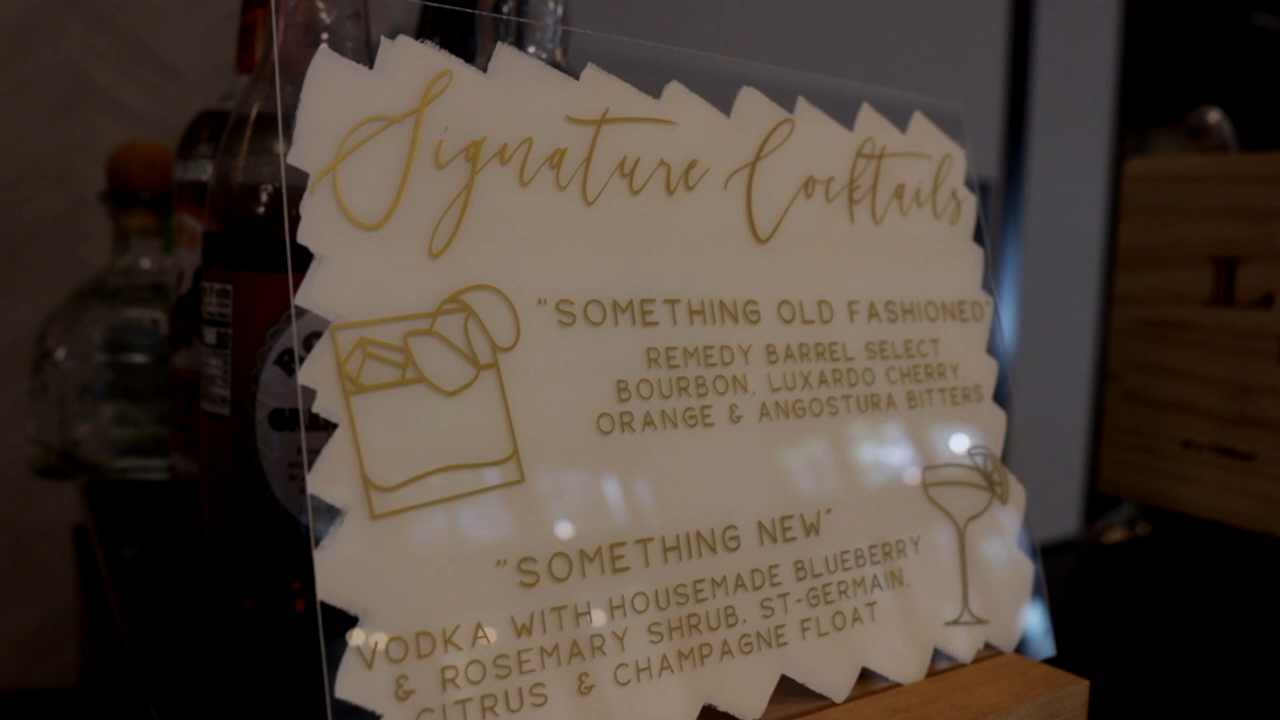 Signature Cocktails
"SOMETHING OLD FASHIONED"
REMEDY BARREL SELECT
BOURBON, LUXARDO CHERRY,
ORANGE & ANGOSTURA BITTERS
"SOMETHING NEW"
VODKA WITH HOUSEMADE BLUEBERRY
& ROSEMARY SHRUB, ST-GERMAIN,
CITRUS & CHAMPAGNE FLOAT